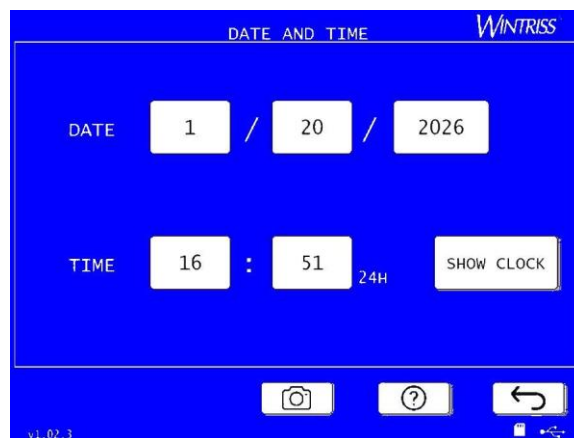 DATE AND TIME
WINTRISS
DATE 1 / 20 / 2026
TIME 16 : 51 24H SHOW CLOCK
?
v1.02.3